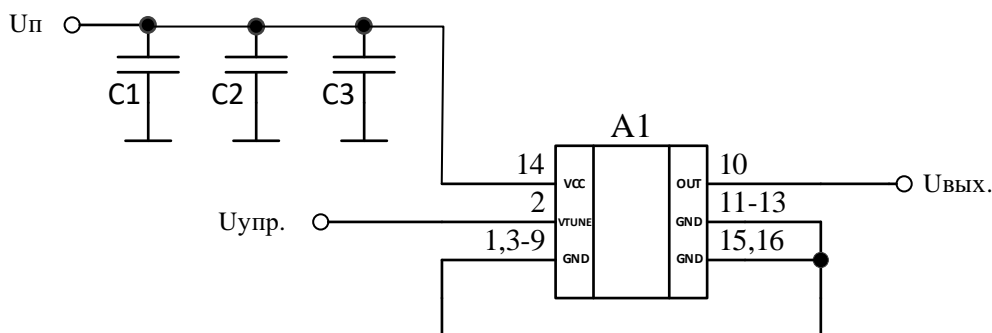 Uп
C1 C2 C3
A1
14 VCC OUT 10 Uвых.
Uупр. 2 VTUNE GND 11-13
1,3-9 GND GND 15,16